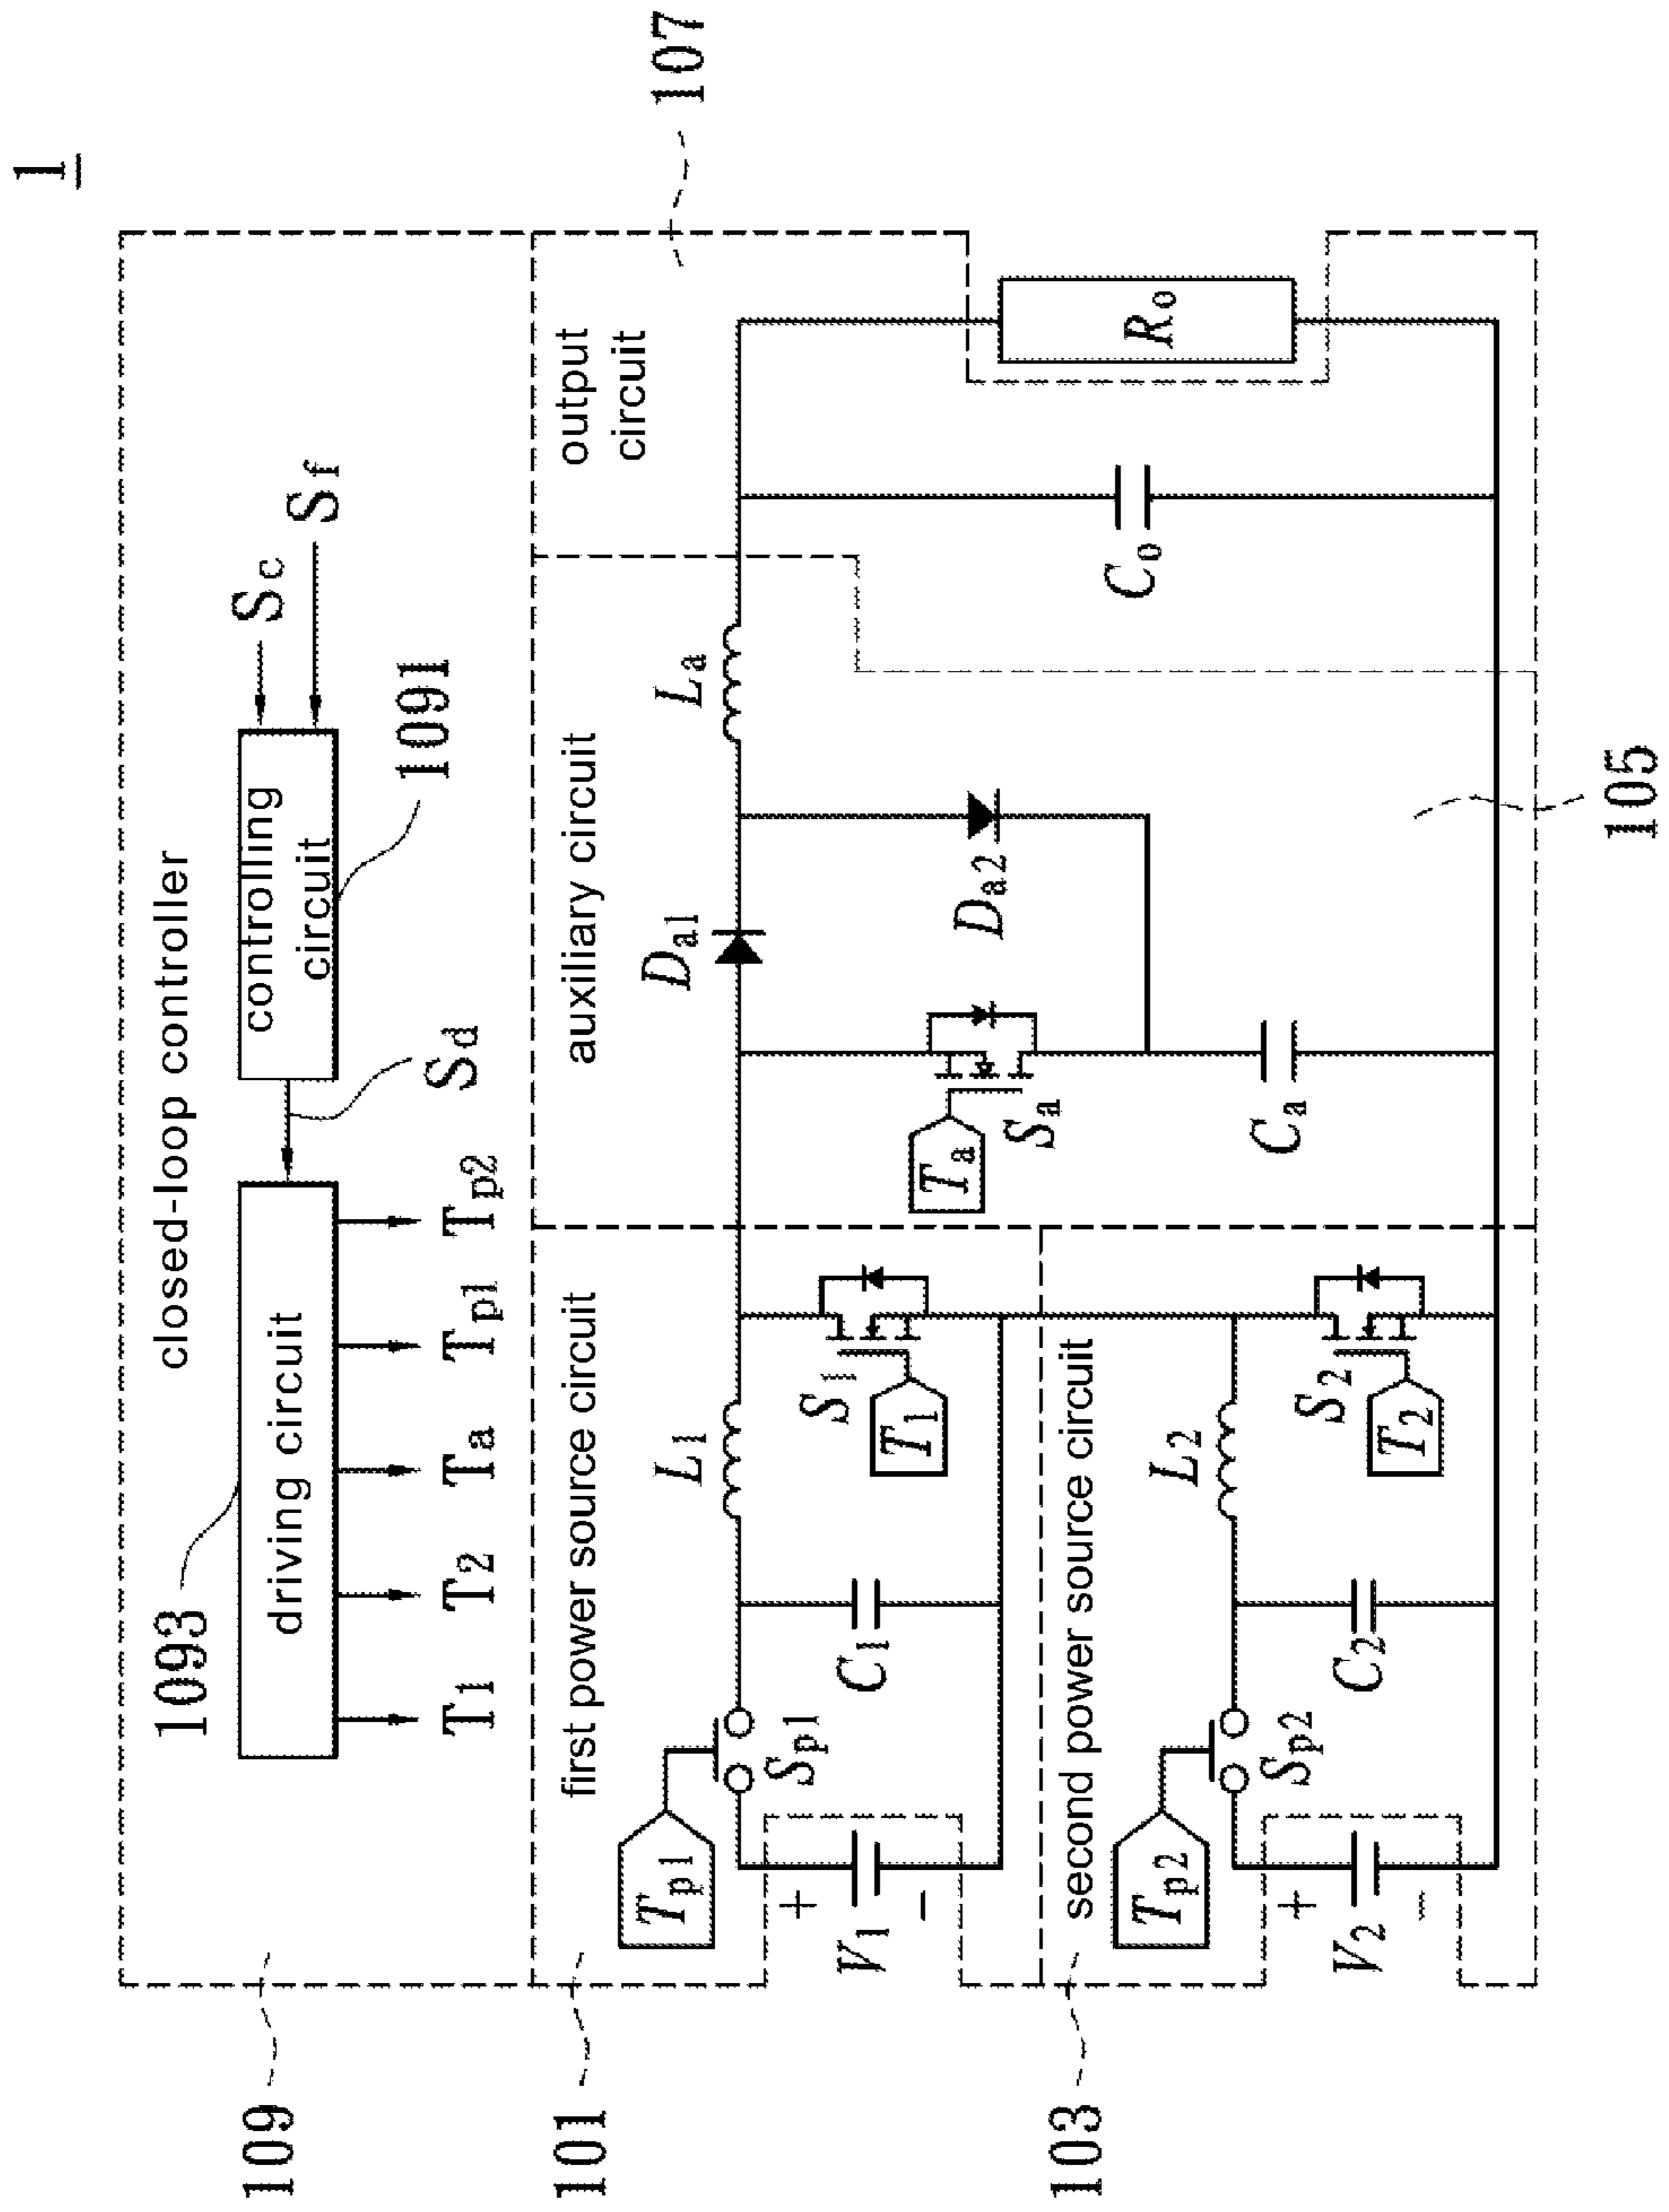 1
closed-loop controller
1093
driving circuit
controlling
circuit
1091
Sc
Sf
Sd
T1
T2
Ta
Tp1
Tp2
109
101
first power source circuit
auxiliary circuit
output
circuit
107
Tp1
Sp1
L1
Da1
La
V1
+
-
C1
S1
T1
Ta
Sa
Da2
Ca
Co
Ro
103
second power source circuit
Tp2
Sp2
L2
V2
+
-
C2
S2
T2
105